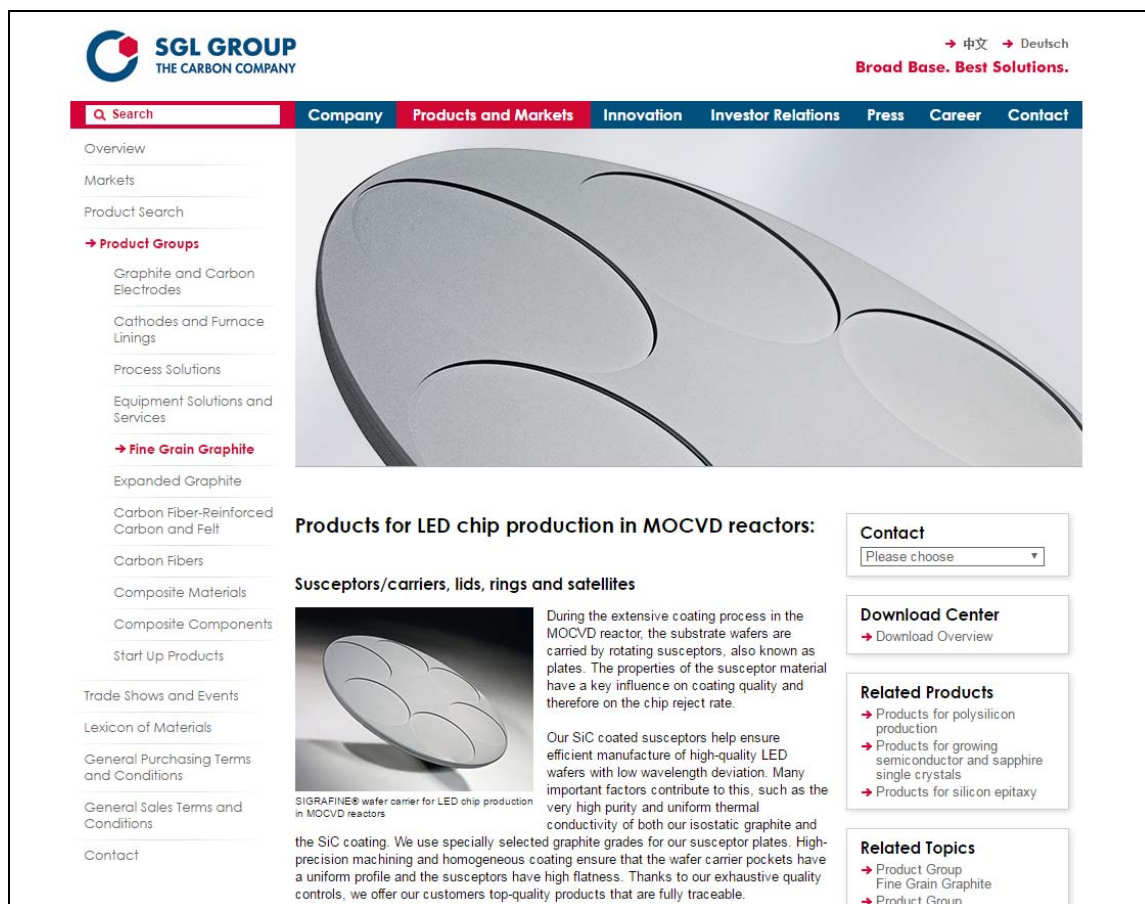 SGL GROUP
THE CARBON COMPANY
→ 中文 → Deutsch
Broad Base. Best Solutions.
Search
Company Products and Markets Innovation Investor Relations Press Career Contact
Overview
Markets
Product Search
→ Product Groups
Graphite and Carbon
Electrodes
Cathodes and Furnace
Linings
Process Solutions
Equipment Solutions and
Services
→ Fine Grain Graphite
Expanded Graphite
Carbon Fiber-Reinforced
Carbon and Felt
Carbon Fibers
Composite Materials
Composite Components
Start Up Products
Trade Shows and Events
Lexicon of Materials
General Purchasing Terms
and Conditions
General Sales Terms and
Conditions
Contact
Products for LED chip production in MOCVD reactors:
Susceptors/carriers, lids, rings and satellites
During the extensive coating process in the
MOCVD reactor, the substrate wafers are
carried by rotating susceptors, also known as
plates. The properties of the susceptor material
have a key influence on coating quality and
therefore on the chip reject rate.
Our SiC coated susceptors help ensure
efficient manufacture of high-quality LED
wafers with low wavelength deviation. Many
important factors contribute to this, such as the
very high purity and uniform thermal
conductivity of both our isostatic graphite and
the SiC coating. We use specially selected graphite grades for our susceptor plates. High-
precision machining and homogeneous coating ensure that the wafer carrier pockets have
a uniform profile and the susceptors have high flatness. Thanks to our exhaustive quality
controls, we offer our customers top-quality products that are fully traceable.
SIGRAFINE® wafer carrier for LED chip production
in MOCVD reactors
Contact
Please choose
Download Center
→ Download Overview
Related Products
→ Products for polysilicon
production
→ Products for growing
semiconductor and sapphire
single crystals
→ Products for silicon epitaxy
Related Topics
→ Product Group
Fine Grain Graphite
→ Product Group